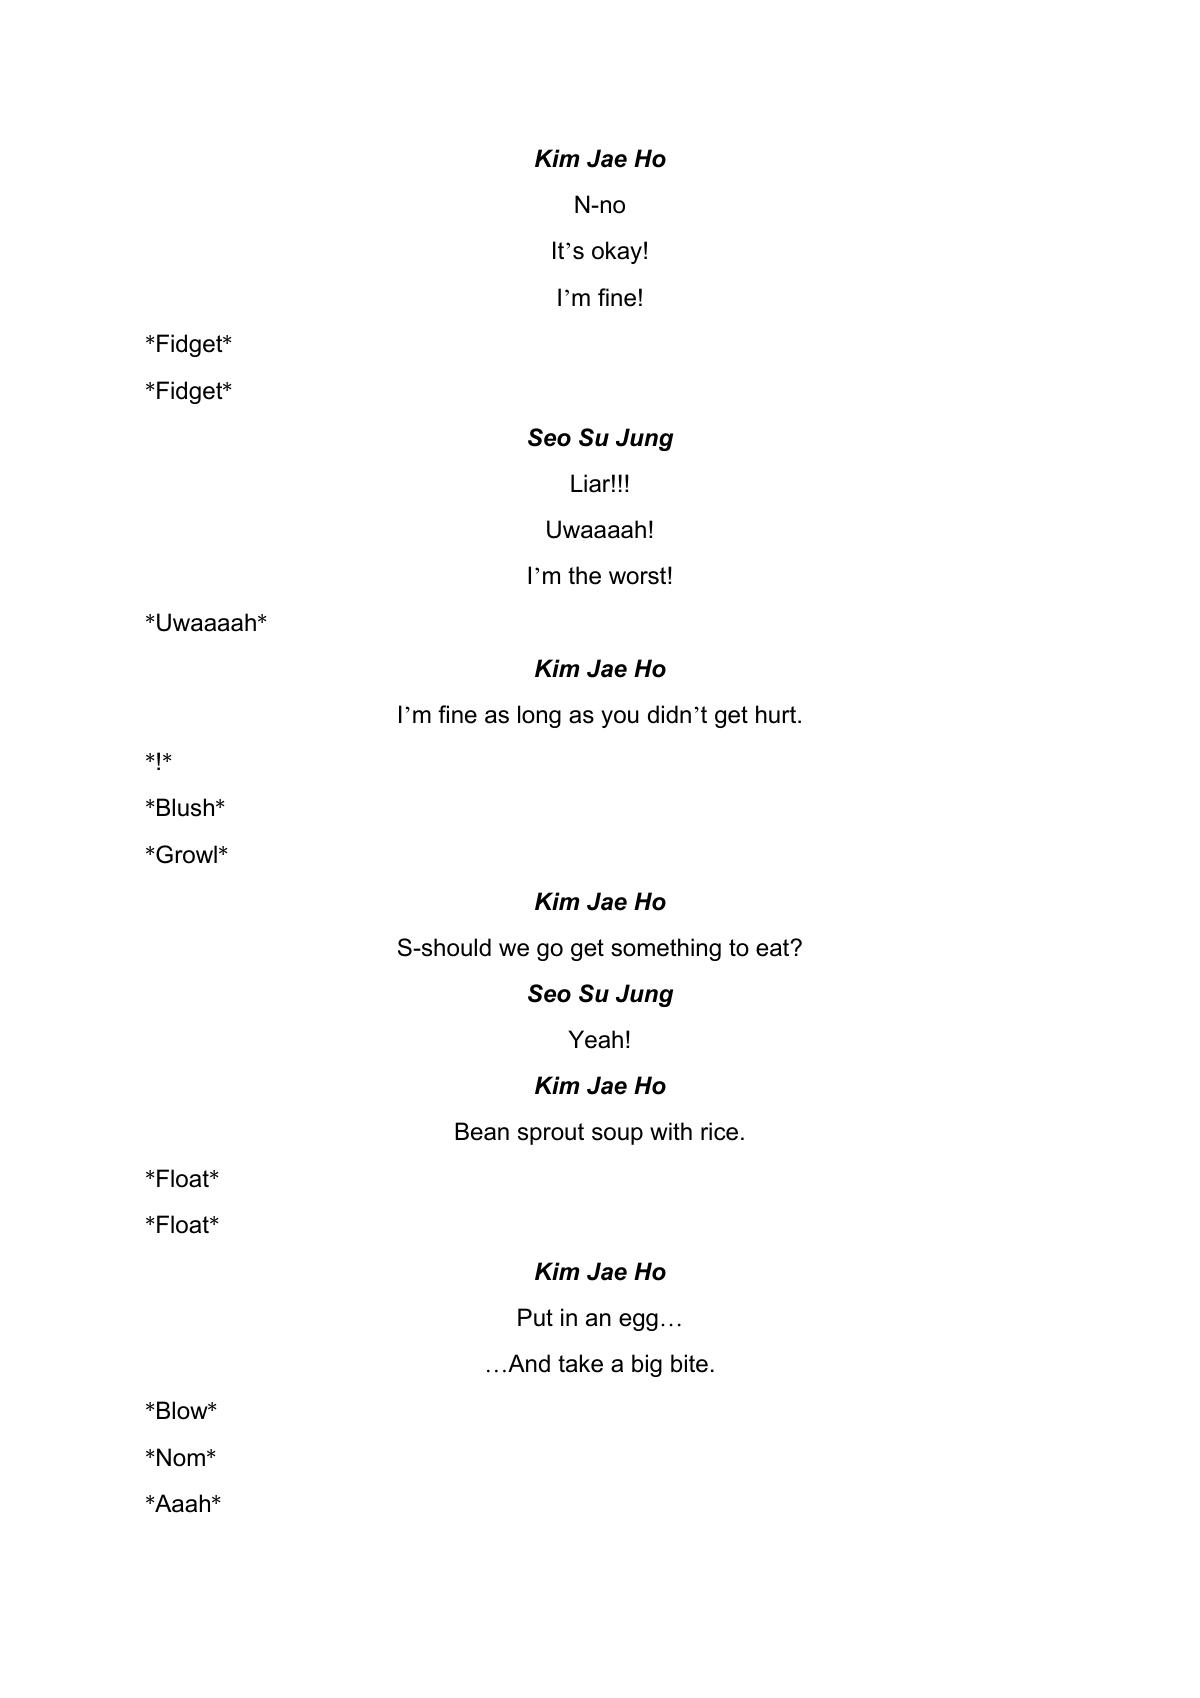 Kim Jae Ho
N-no
It’s okay!
I’m fine!
*Fidget*
*Fidget*
Seo Su Jung
Liar!!!
Uwaaaah!
I’m the worst!
*Uwaaaah*
Kim Jae Ho
I’m fine as long as you didn’t get hurt.
*!*
*Blush*
*Growl*
Kim Jae Ho
S-should we go get something to eat?
Seo Su Jung
Yeah!
Kim Jae Ho
Bean sprout soup with rice.
*Float*
*Float*
Kim Jae Ho
Put in an egg…
…And take a big bite.
*Blow*
*Nom*
*Aaah*